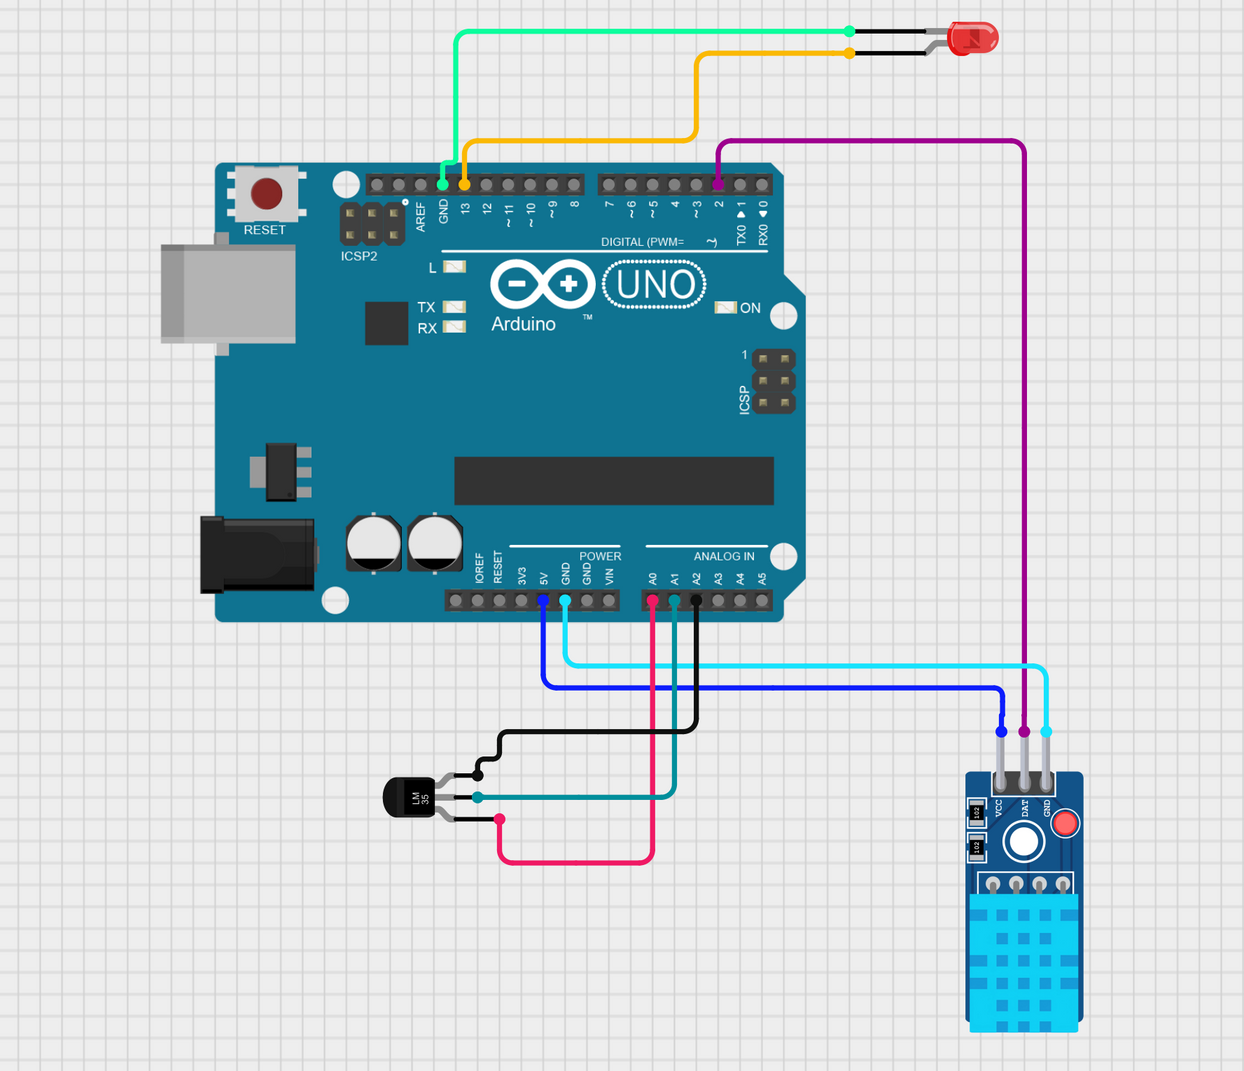 RESET
ICSP2
AREF
GND
13
12
~ 11
~ 10
~ 9
8
7
~ 6
~ 5
4
~ 3
2
TX0 ▶ 1
RX0 ◀ 0
DIGITAL (PWM= ~)
L
TX
RX
UNO
Arduino
TM
ON
1
ICSP
POWER
ANALOG IN
IOREF
RESET
3V3
5V
GND
GND
VIN
A0
A1
A2
A3
A4
A5
LM
35
VCC
DAT
GND
102
102